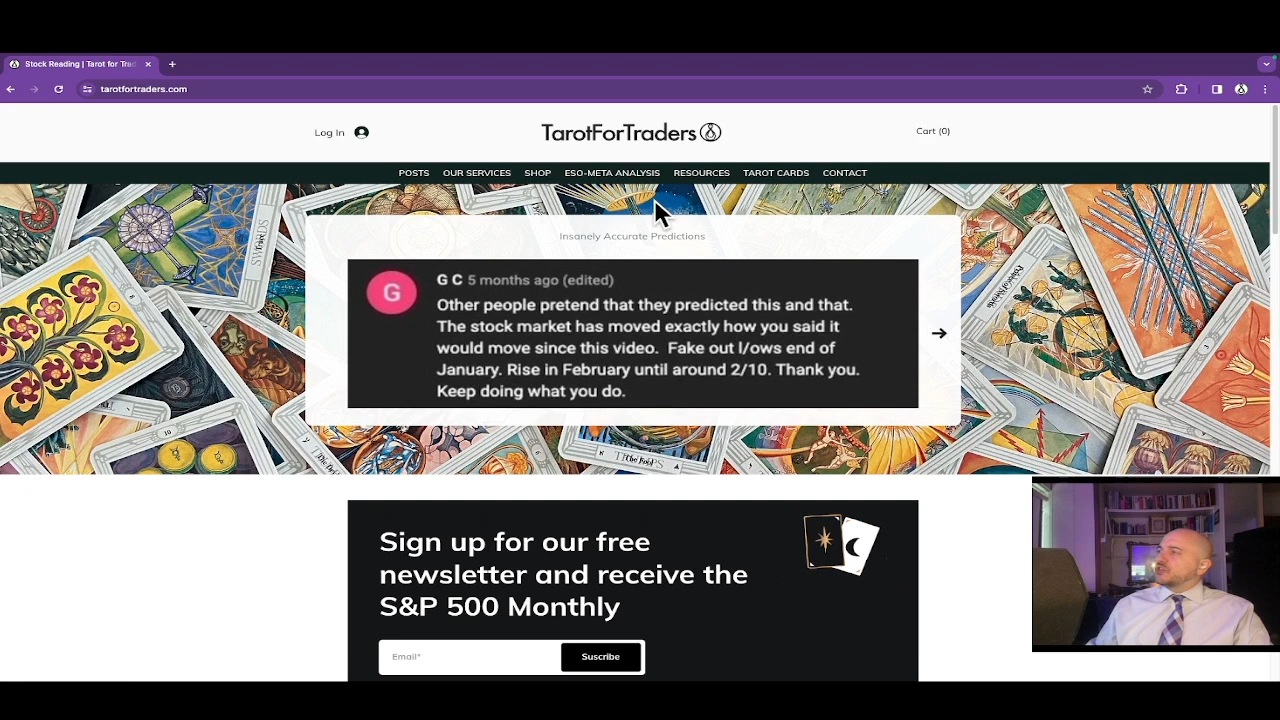 Stock Reading | Tarot for Trad
tarotfortraders.com
Log In
TarotForTraders
Cart (0)
POSTS OUR SERVICES SHOP ESO-META ANALYSIS RESOURCES TAROT CARDS CONTACT
Insanely Accurate Predictions
G
G C 5 months ago (edited)
Other people pretend that they predicted this and that.
The stock market has moved exactly how you said it
would move since this video. Fake out l/ows end of
January. Rise in February until around 2/10. Thank you.
Keep doing what you do.
Sign up for our free
newsletter and receive the
S&P 500 Monthly
Email*
Suscribe